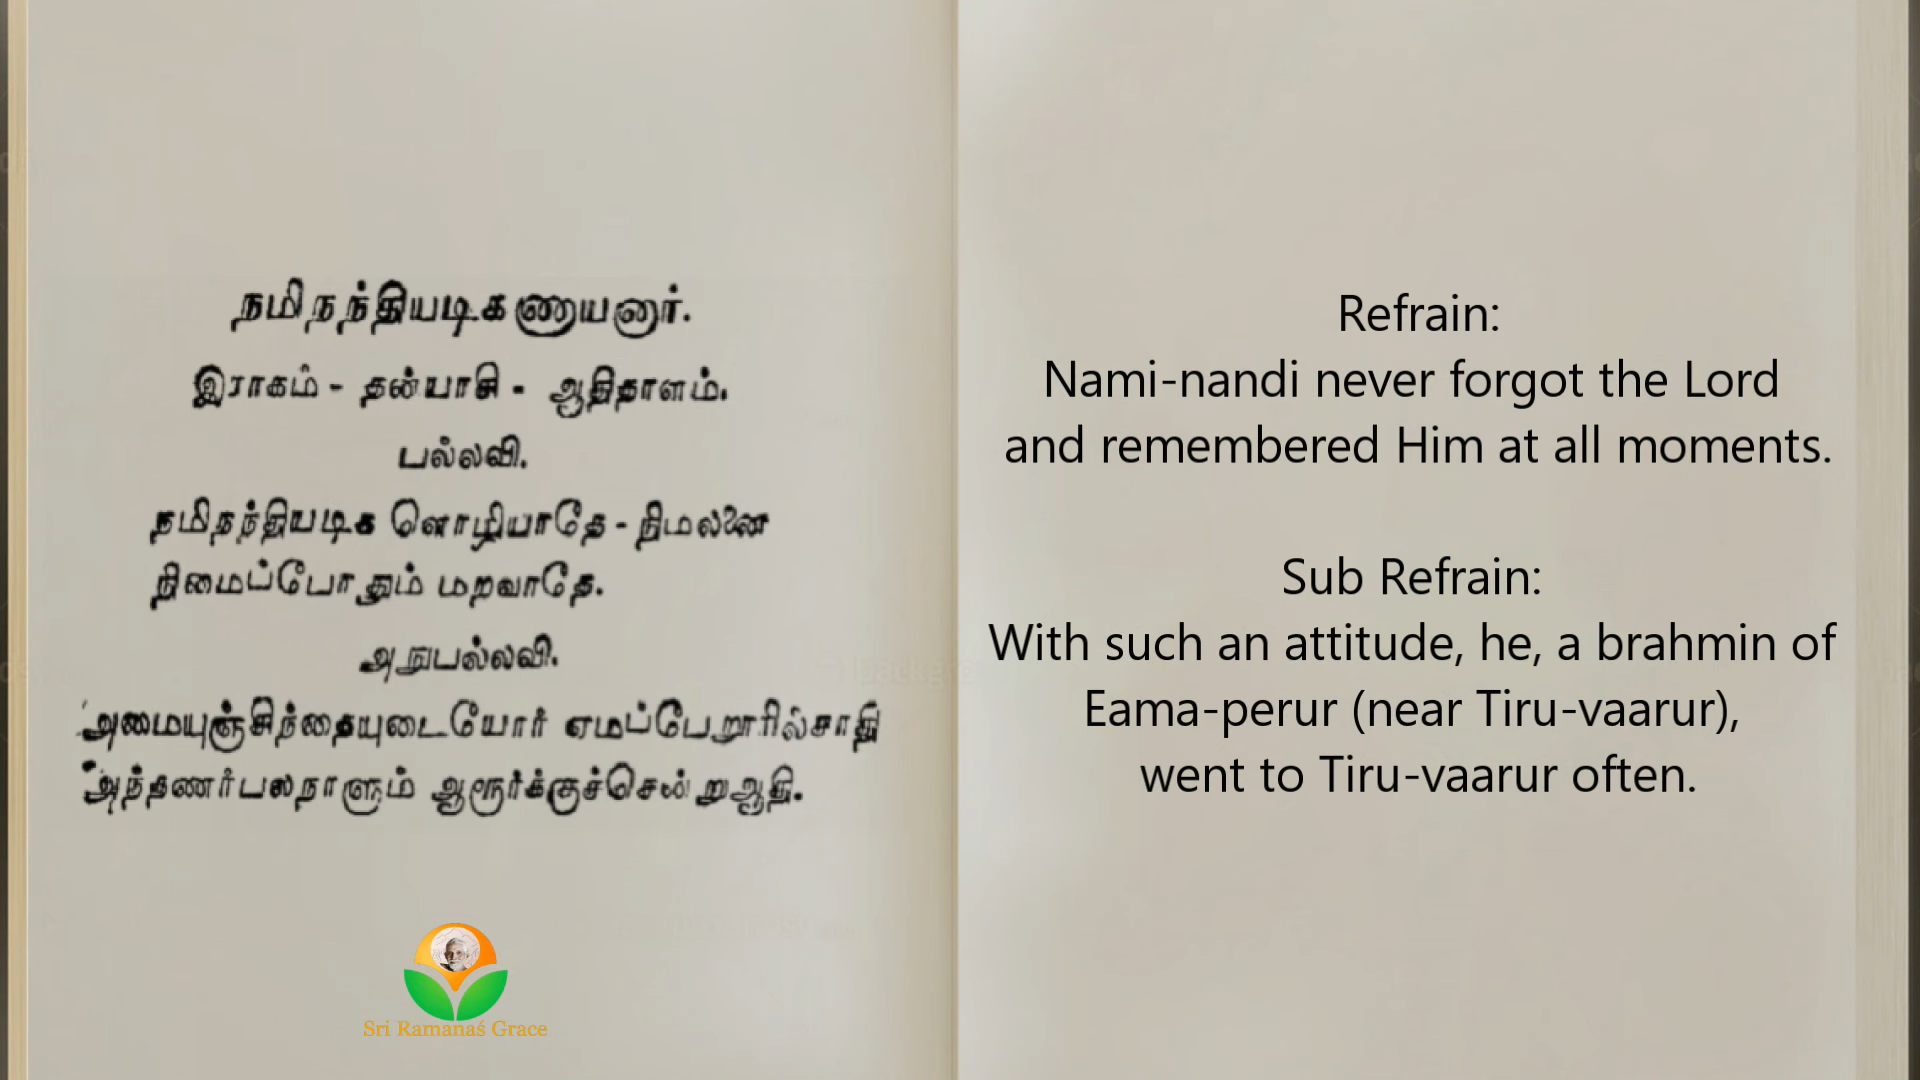 நமிநந்தியடிகணாயனார்.
இராகம் - தன்யாசி - ஆதிதாளம்.
பல்லவி.
நமிநந்தியடிக ளொழியாதே - நிமலனை
நிமைப்போதும் மறவாதே.
அநுபல்லவி.
அமையுஞ்சிந்தையுடையோர் ஏமப்பேறூரில்சாதி
அந்தணர்பலநாளும் ஆரூர்க்குச்சென்றுஆதி.
Sri Ramanaś Grace
Refrain:
Nami-nandi never forgot the Lord
and remembered Him at all moments.
Sub Refrain:
With such an attitude, he, a brahmin of
Eama-perur (near Tiru-vaarur),
went to Tiru-vaarur often.